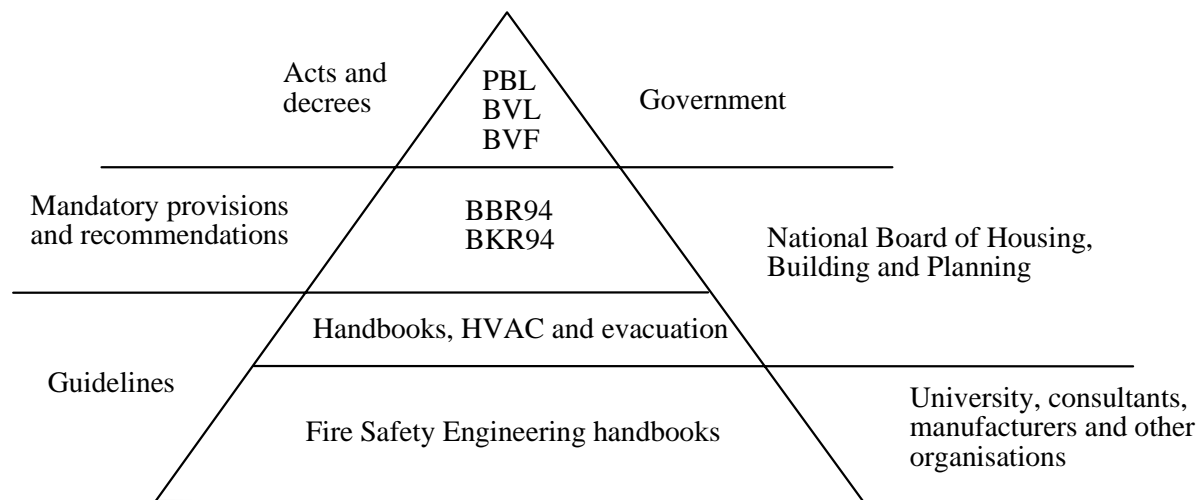 Acts and
decrees
PBL
BVL
BVF
Government
Mandatory provisions
and recommendations
BBR94
BKR94
National Board of Housing,
Building and Planning
Handbooks, HVAC and evacuation
Guidelines
Fire Safety Engineering handbooks
University, consultants,
manufacturers and other
organisations